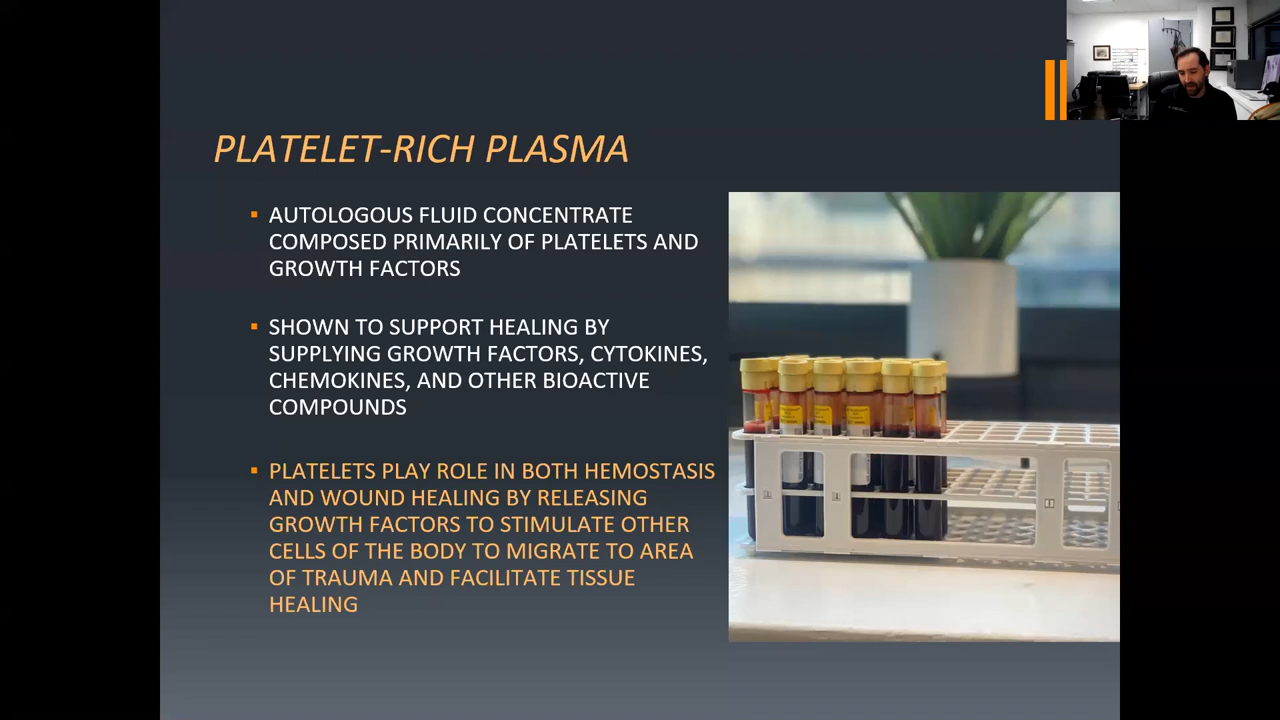 PLATELET-RICH PLASMA
AUTOLOGOUS FLUID CONCENTRATE
COMPOSED PRIMARILY OF PLATELETS AND
GROWTH FACTORS
SHOWN TO SUPPORT HEALING BY
SUPPLYING GROWTH FACTORS, CYTOKINES,
CHEMOKINES, AND OTHER BIOACTIVE
COMPOUNDS
PLATELETS PLAY ROLE IN BOTH HEMOSTASIS
AND WOUND HEALING BY RELEASING
GROWTH FACTORS TO STIMULATE OTHER
CELLS OF THE BODY TO MIGRATE TO AREA
OF TRAUMA AND FACILITATE TISSUE
HEALING